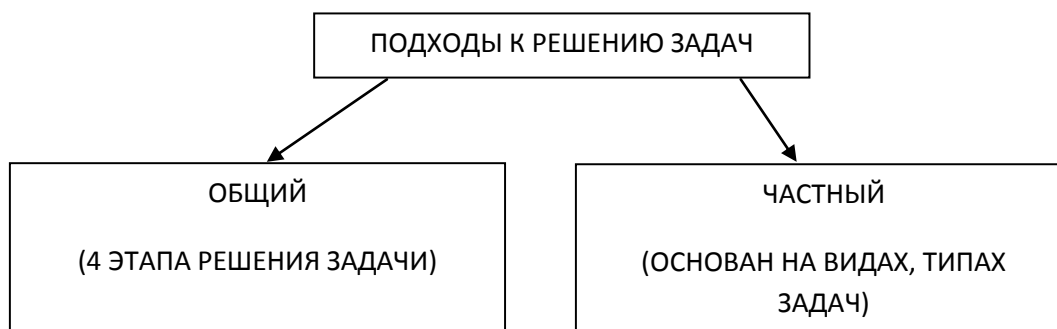 ПОДХОДЫ К РЕШЕНИЮ ЗАДАЧ
ОБЩИЙ
(4 ЭТАПА РЕШЕНИЯ ЗАДАЧИ)
ЧАСТНЫЙ
(ОСНОВАН НА ВИДАХ, ТИПАХ
ЗАДАЧ)